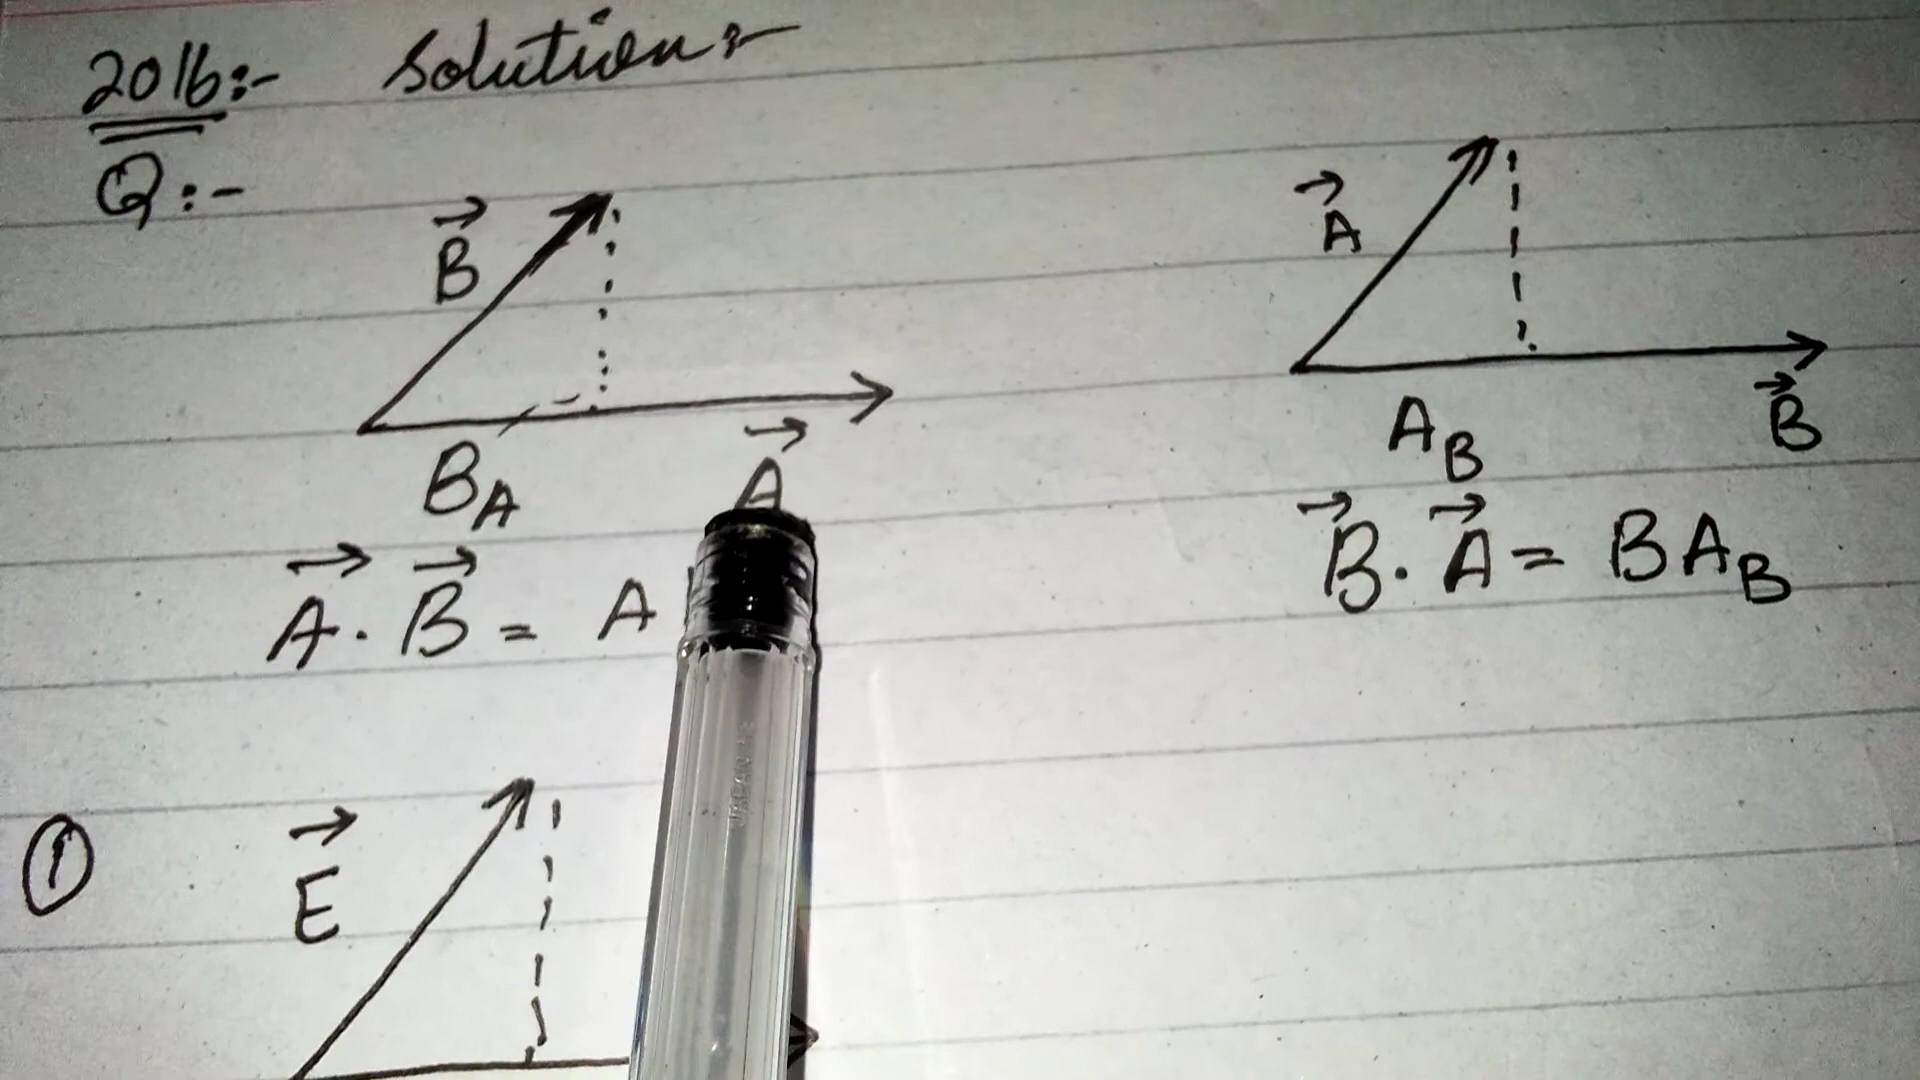 2016:- Solution:-
Q:-
B⃗
A⃗
B_A
A⃗
A_B
B⃗
A⃗ . B⃗ = A
B⃗ . A⃗ = BA_B
①
E⃗